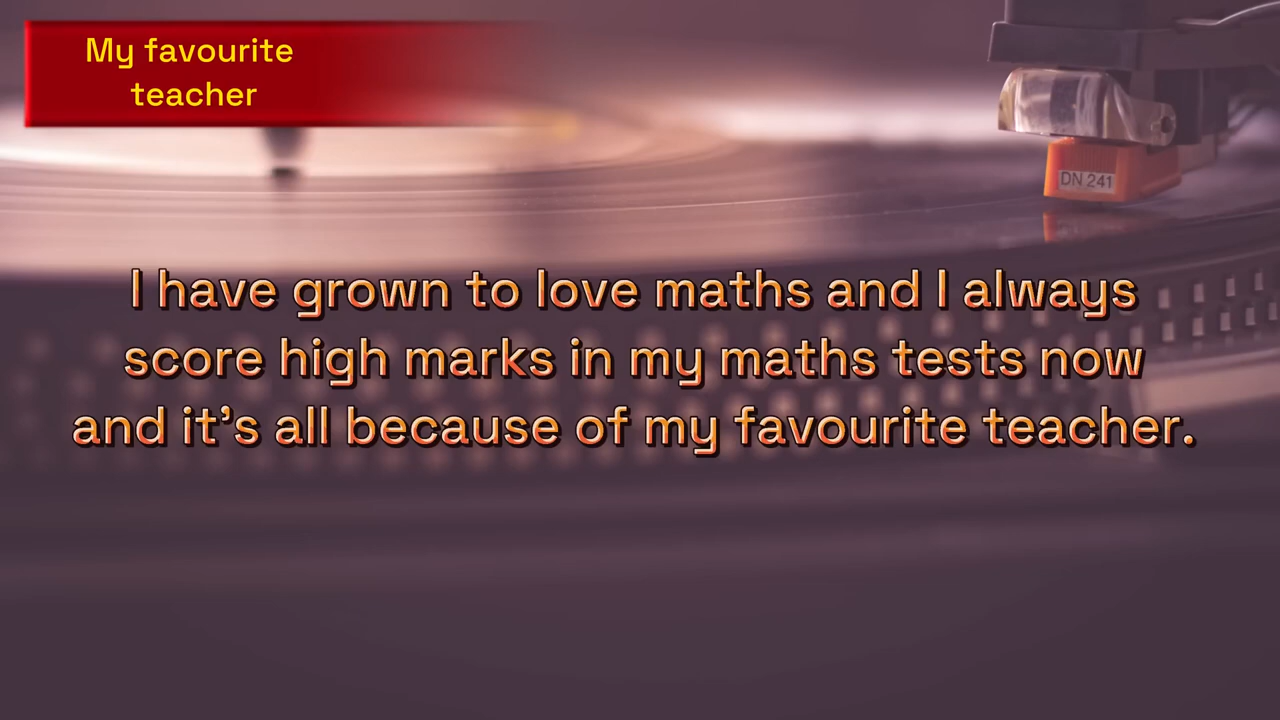 My favourite
teacher
DN 241
I have grown to love maths and I always
score high marks in my maths tests now
and it's all because of my favourite teacher.